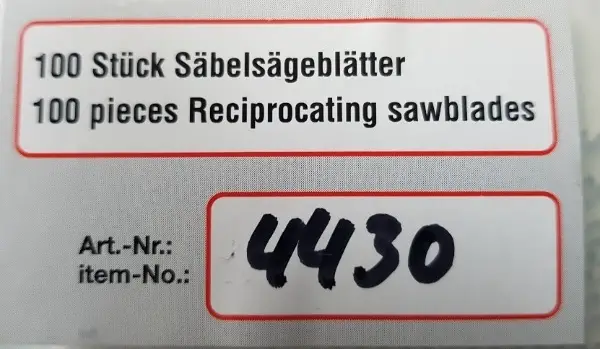 100 Stück Säbelsägeblätter
100 pieces Reciprocating sawblades
Art.-Nr.: 4430
item-No.: